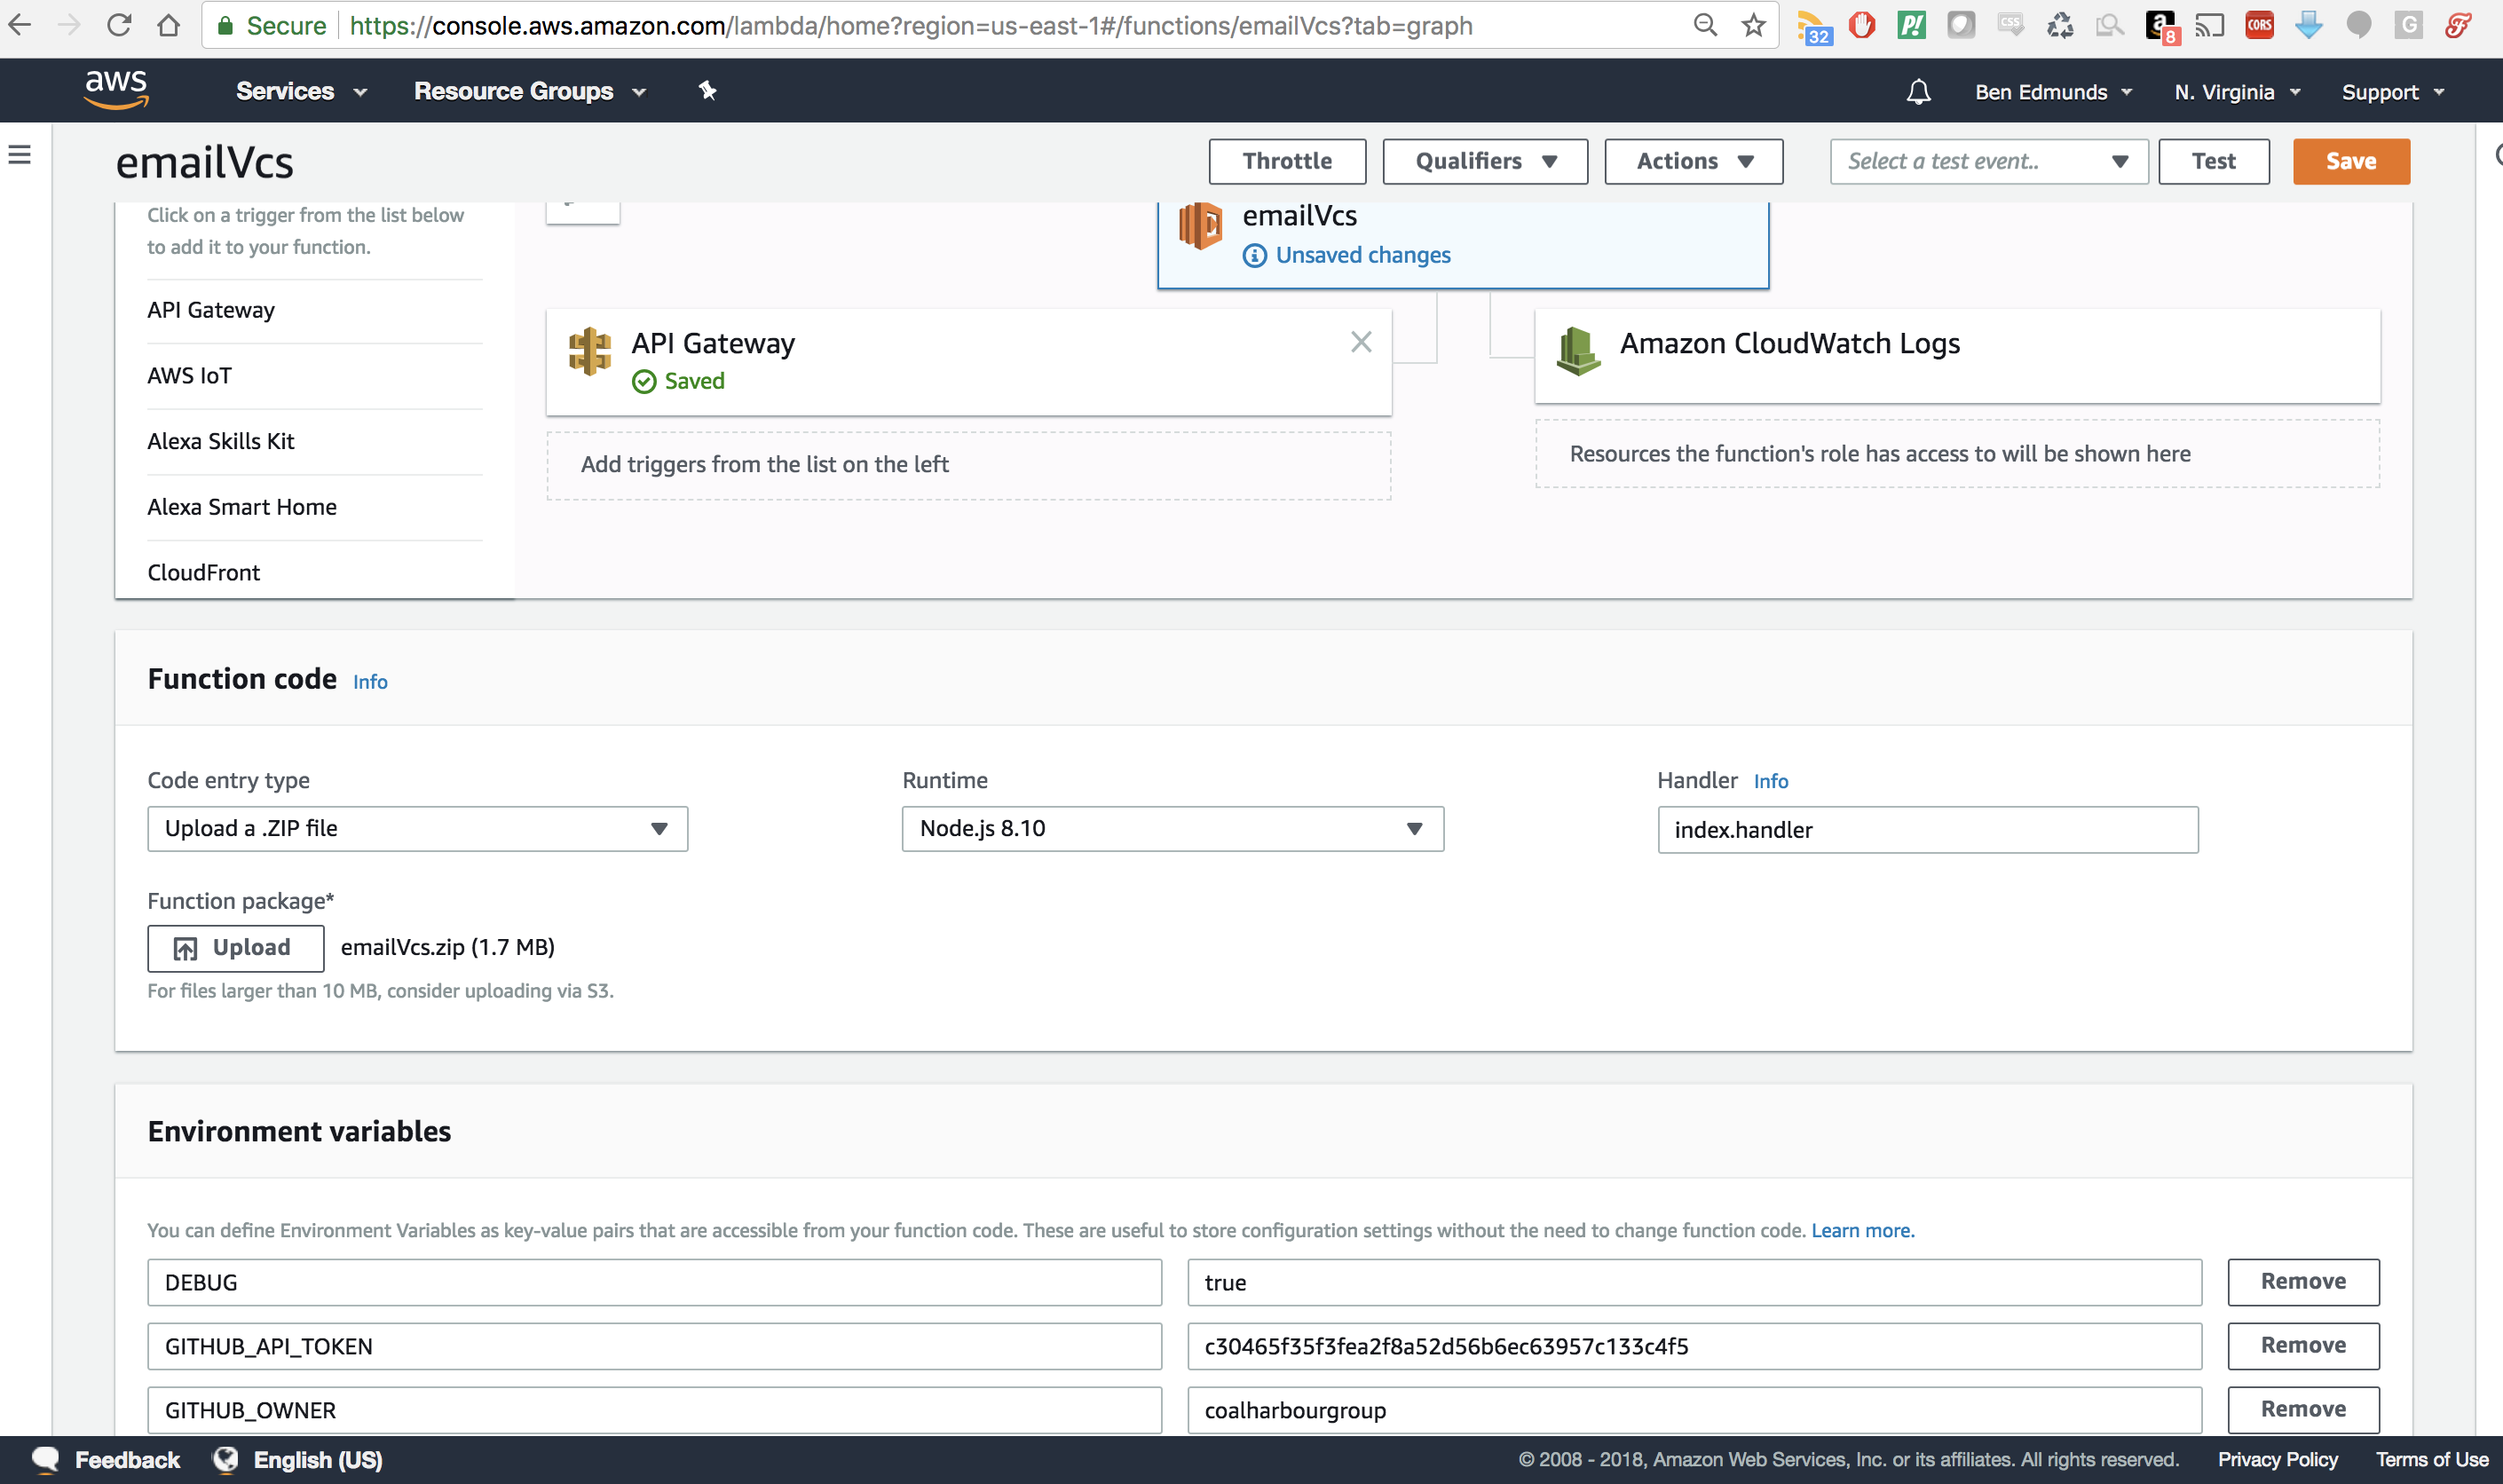 Secure https://console.aws.amazon.com/lambda/home?region=us-east-1#/functions/emailVcs?tab=graph
32 P! CSS a 8 CORS G
aws Services Resource Groups Ben Edmunds N. Virginia Support
emailVcs Throttle Qualifiers Actions Select a test event.. Test Save
Click on a trigger from the list below
to add it to your function.
API Gateway
AWS IoT
Alexa Skills Kit
Alexa Smart Home
CloudFront
emailVcs
Unsaved changes
API Gateway
Saved
Add triggers from the list on the left
Amazon CloudWatch Logs
Resources the function's role has access to will be shown here
Function code Info
Code entry type
Upload a .ZIP file
Runtime
Node.js 8.10
Handler Info
index.handler
Function package*
Upload emailVcs.zip (1.7 MB)
For files larger than 10 MB, consider uploading via S3.
Environment variables
You can define Environment Variables as key-value pairs that are accessible from your function code. These are useful to store configuration settings without the need to change function code. Learn more.
DEBUG true Remove
GITHUB_API_TOKEN c30465f35f3fea2f8a52d56b6ec63957c133c4f5 Remove
GITHUB_OWNER coalharbourgroup Remove
Feedback English (US) © 2008 - 2018, Amazon Web Services, Inc. or its affiliates. All rights reserved. Privacy Policy Terms of Use